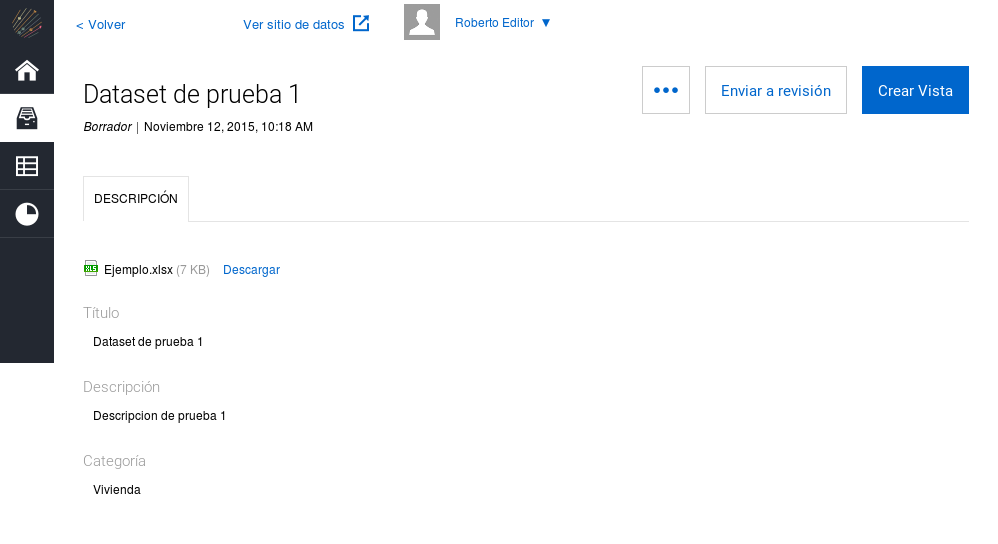 < Volver
Ver sitio de datos
Roberto Editor ▼
Dataset de prueba 1
Borrador | Noviembre 12, 2015, 10:18 AM
Enviar a revisión
Crear Vista
DESCRIPCIÓN
XLS Ejemplo.xlsx (7 KB) Descargar
Título
Dataset de prueba 1
Descripción
Descripcion de prueba 1
Categoría
Vivienda